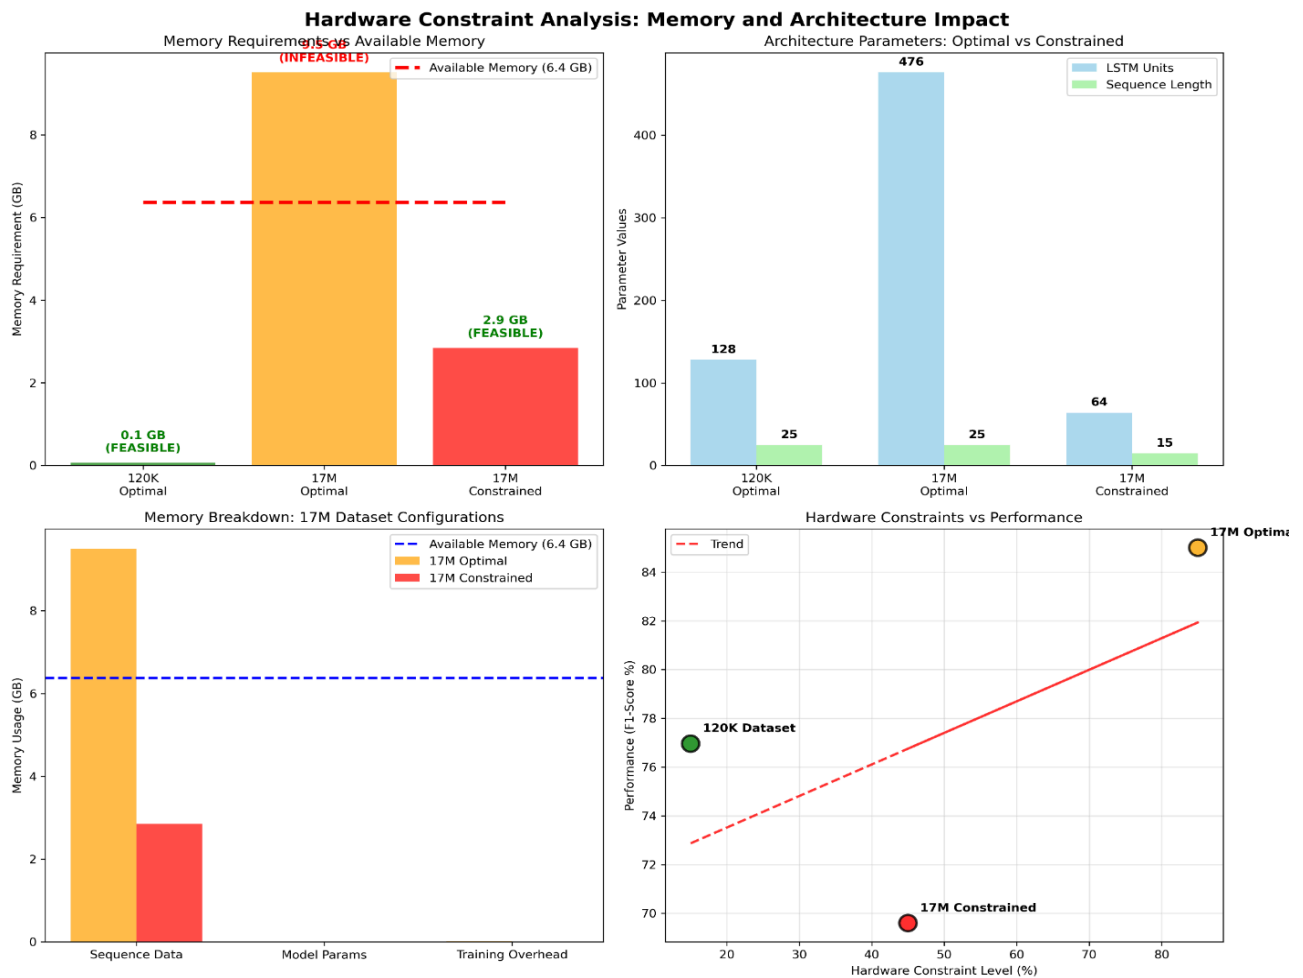 Hardware Constraint Analysis: Memory and Architecture Impact
Memory Requirements vs Available Memory
9.5 GB
(INFEASIBLE)
Available Memory (6.4 GB)
Memory Requirement (GB)
8
6
4
2
0
0.1 GB
(FEASIBLE)
2.9 GB
(FEASIBLE)
120K
Optimal
17M
Optimal
17M
Constrained
Architecture Parameters: Optimal vs Constrained
LSTM Units
Sequence Length
Parameter Values
400
300
200
100
0
128
25
476
25
64
15
120K
Optimal
17M
Optimal
17M
Constrained
Memory Breakdown: 17M Dataset Configurations
Available Memory (6.4 GB)
17M Optimal
17M Constrained
Memory Usage (GB)
8
6
4
2
0
Sequence Data
Model Params
Training Overhead
Hardware Constraints vs Performance
Trend
Performance (F1-Score %)
84
82
80
78
76
74
72
70
120K Dataset
17M Constrained
17M Optima
20
30
40
50
60
70
80
Hardware Constraint Level (%)